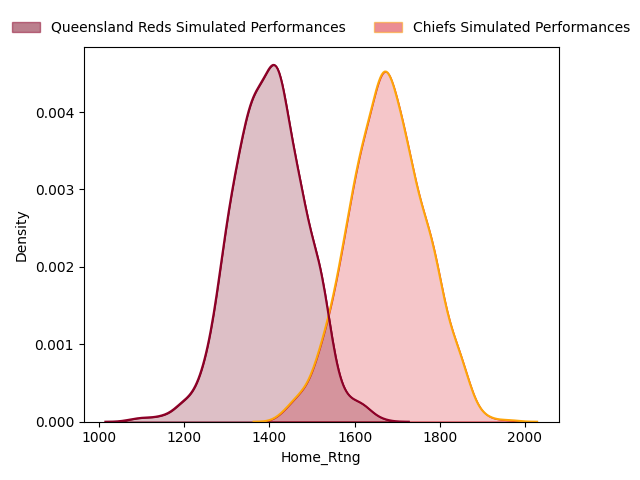 Queensland Reds Simulated Performances Chiefs Simulated Performances
Density
0.004
0.003
0.002
0.001
0.000
1000 1200 1400 1600 1800 2000
Home_Rtng